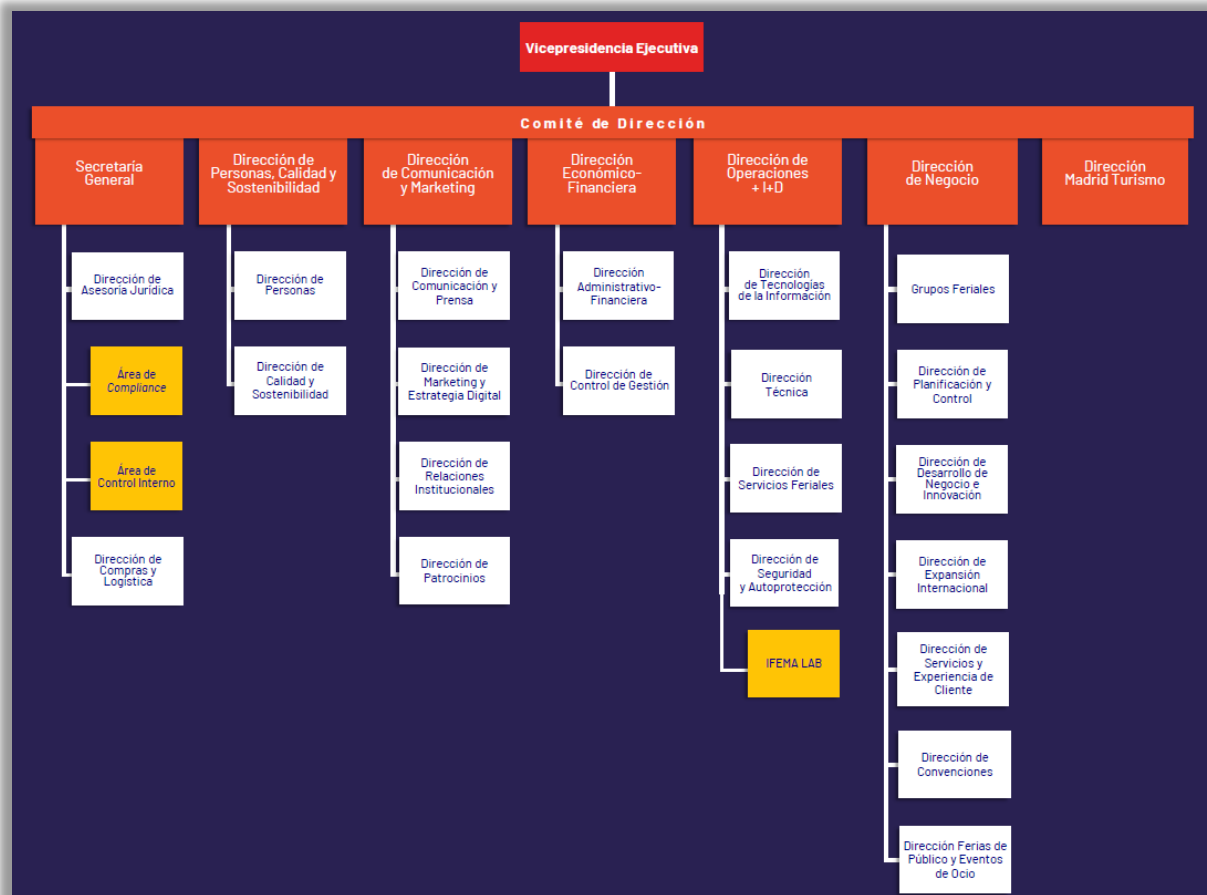 Vicepresidencia Ejecutiva
Comité de Dirección
Secretaría
General
Dirección de
Personas, Calidad y
Sostenibilidad
Dirección
de Comunicación
y Marketing
Dirección
Económico-
Financiera
Dirección de
Operaciones
+ I+D
Dirección
de Negocio
Dirección
Madrid Turismo
Dirección de
Asesoría Jurídica
Área de
Compliance
Área de
Control Interno
Dirección de
Compras y
Logística
Dirección de
Personas
Dirección de
Calidad y
Sostenibilidad
Dirección de
Comunicación y
Prensa
Dirección de
Marketing y
Estrategia Digital
Dirección de
Relaciones
Institucionales
Dirección de
Patrocinios
Dirección
Administrativo-
Financiera
Dirección de
Control de Gestión
Dirección
de Tecnologías
de la Información
Dirección
Técnica
Dirección de
Servicios Feriales
Dirección de
Seguridad
y Autoprotección
IFEMA LAB
Grupos Feriales
Dirección de
Planificación y
Control
Dirección de
Desarrollo de
Negocio e
Innovación
Dirección de
Expansión
Internacional
Dirección de
Servicios y
Experiencia de
Cliente
Dirección de
Convenciones
Dirección Ferias de
Público y Eventos
de Ocio